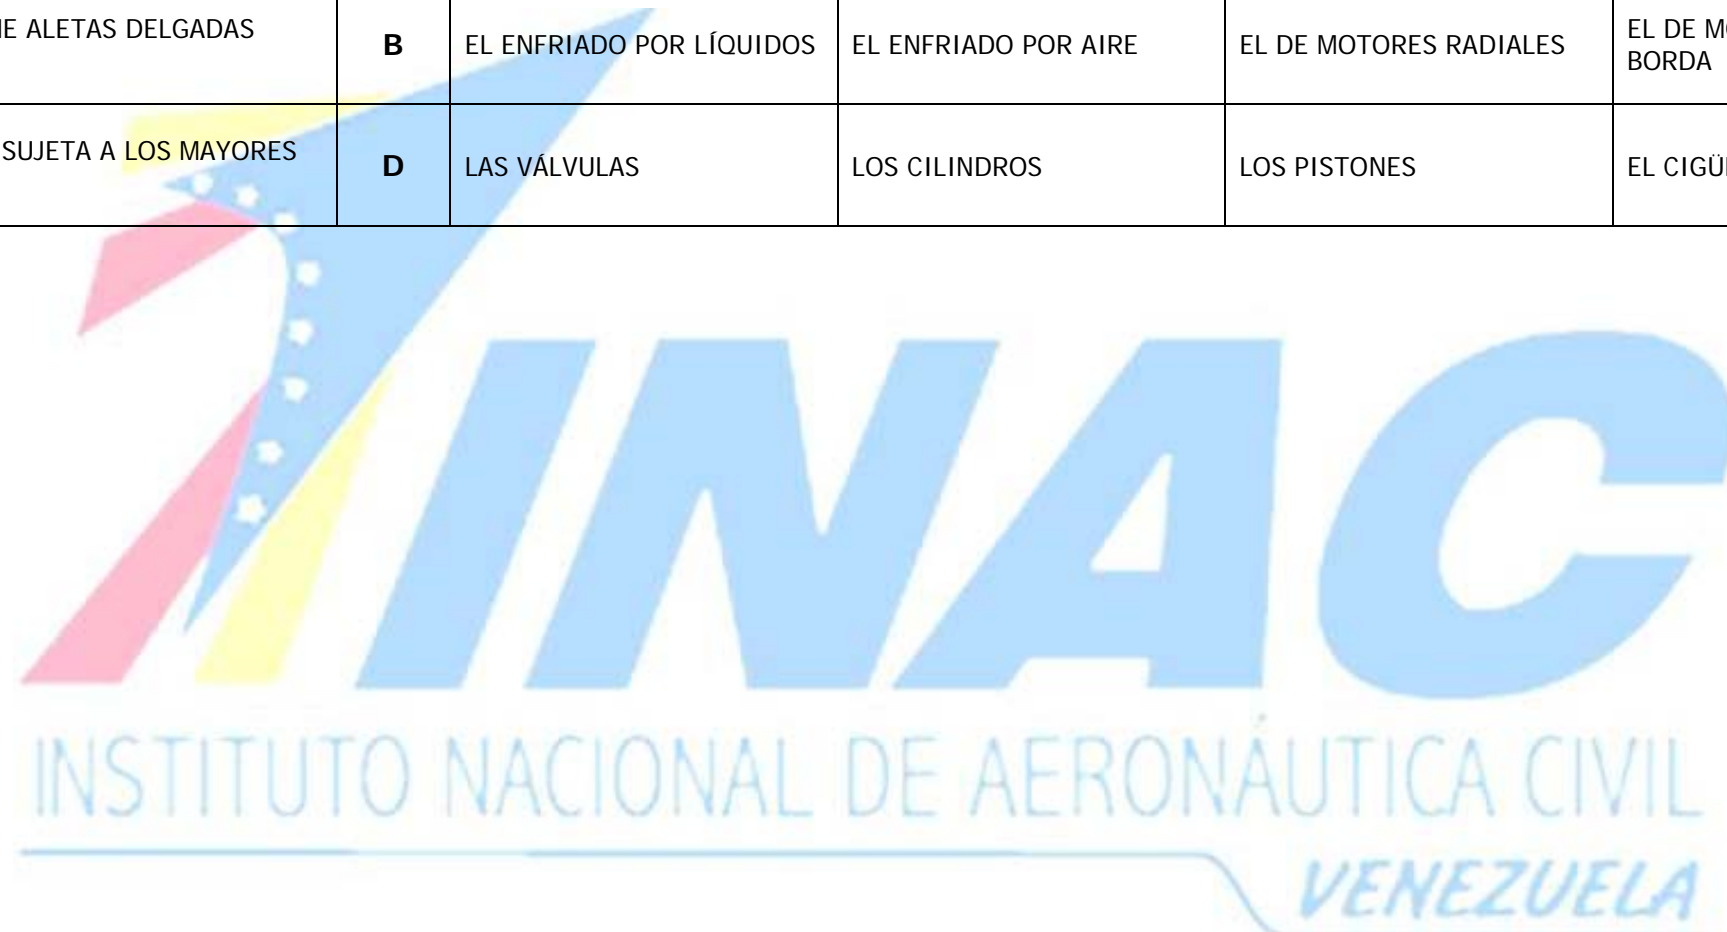 ALETAS DELGADAS
B
EL ENFRIADO POR LÍQUIDOS
EL ENFRIADO POR AIRE
EL DE MOTORES RADIALES
EL DE
BORDA
SUJETA A LOS MAYORES
D
LAS VÁLVULAS
LOS CILINDROS
LOS PISTONES
EL
INAC
INSTITUTO NACIONAL DE AERONÁUTICA CIVIL
VENEZUELA